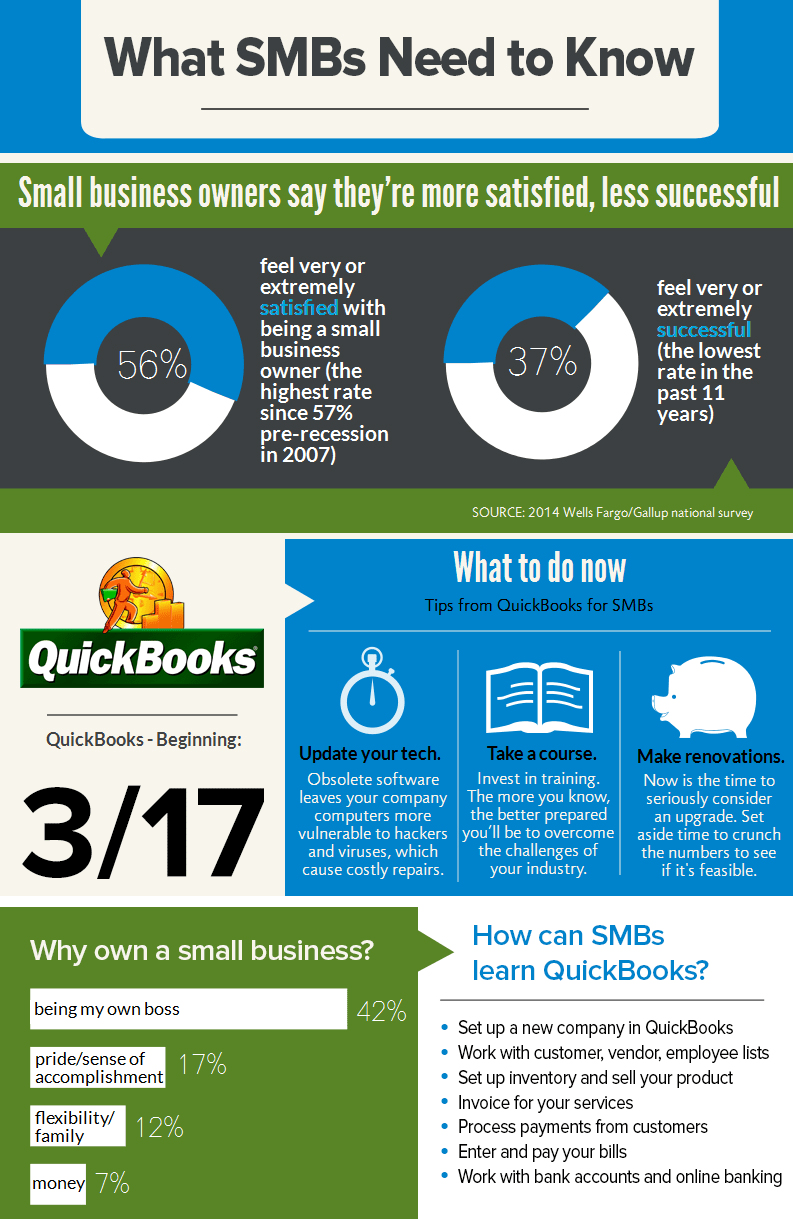 What SMBs Need to Know
Small business owners say they're more satisfied, less successful
56%
feel very or
extremely
satisfied with
being a small
business
owner (the
highest rate
since 57%
pre-recession
in 2007)
37%
feel very or
extremely
successful
(the lowest
rate in the
past 11
years)
SOURCE: 2014 Wells Fargo/Gallup national survey
QuickBooks
QuickBooks - Beginning:
3/17
What to do now
Tips from QuickBooks for SMBs
Update your tech.
Obsolete software
leaves your company
computers more
vulnerable to hackers
and viruses, which
cause costly repairs.
Take a course.
Invest in training.
The more you know,
the better prepared
you'll be to overcome
the challenges of
your industry.
Make renovations.
Now is the time to
seriously consider
an upgrade. Set
aside time to crunch
the numbers to see
if it's feasible.
Why own a small business?
being my own boss 42%
pride/sense of
accomplishment 17%
flexibility/
family 12%
money 7%
How can SMBs
learn QuickBooks?
• Set up a new company in QuickBooks
• Work with customer, vendor, employee lists
• Set up inventory and sell your product
• Invoice for your services
• Process payments from customers
• Enter and pay your bills
• Work with bank accounts and online banking